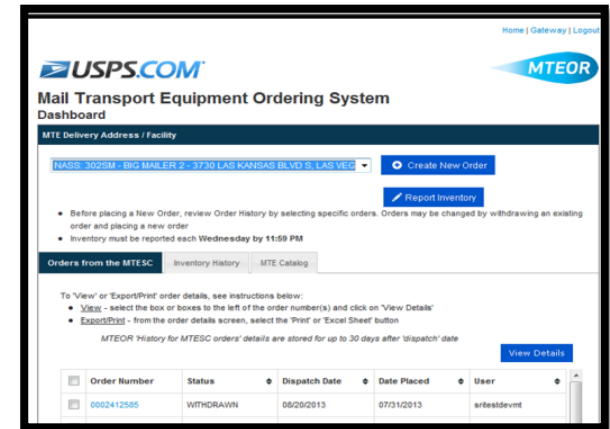 Home | Gateway | Logout
USPS.COM
MTEOR
Mail Transport Equipment Ordering System
Dashboard
MTE Delivery Address / Facility
NASS: 302SM - BIG MAILER 2 - 3730 LAS KANSAS BLVD S, LAS VEG
Create New Order
Report Inventory
Before placing a New Order, review Order History by selecting specific orders. Orders may be changed by withdrawing an existing
order and placing a new order
Inventory must be reported each Wednesday by 11:59 PM
Orders from the MTESC Inventory History MTE Catalog
To 'View' or 'Export/Print' order details, see instructions below:
View - select the box or boxes to the left of the order number(s) and click on 'View Details'
Export/Print - from the order details screen, select the 'Print' or 'Excel Sheet' button
MTEOR 'History for MTESC orders' details are stored for up to 30 days after 'dispatch' date
View Details
Order Number Status Dispatch Date Date Placed User
0002412585 WITHDRAWN 08/20/2013 07/31/2013 sritestdevmt